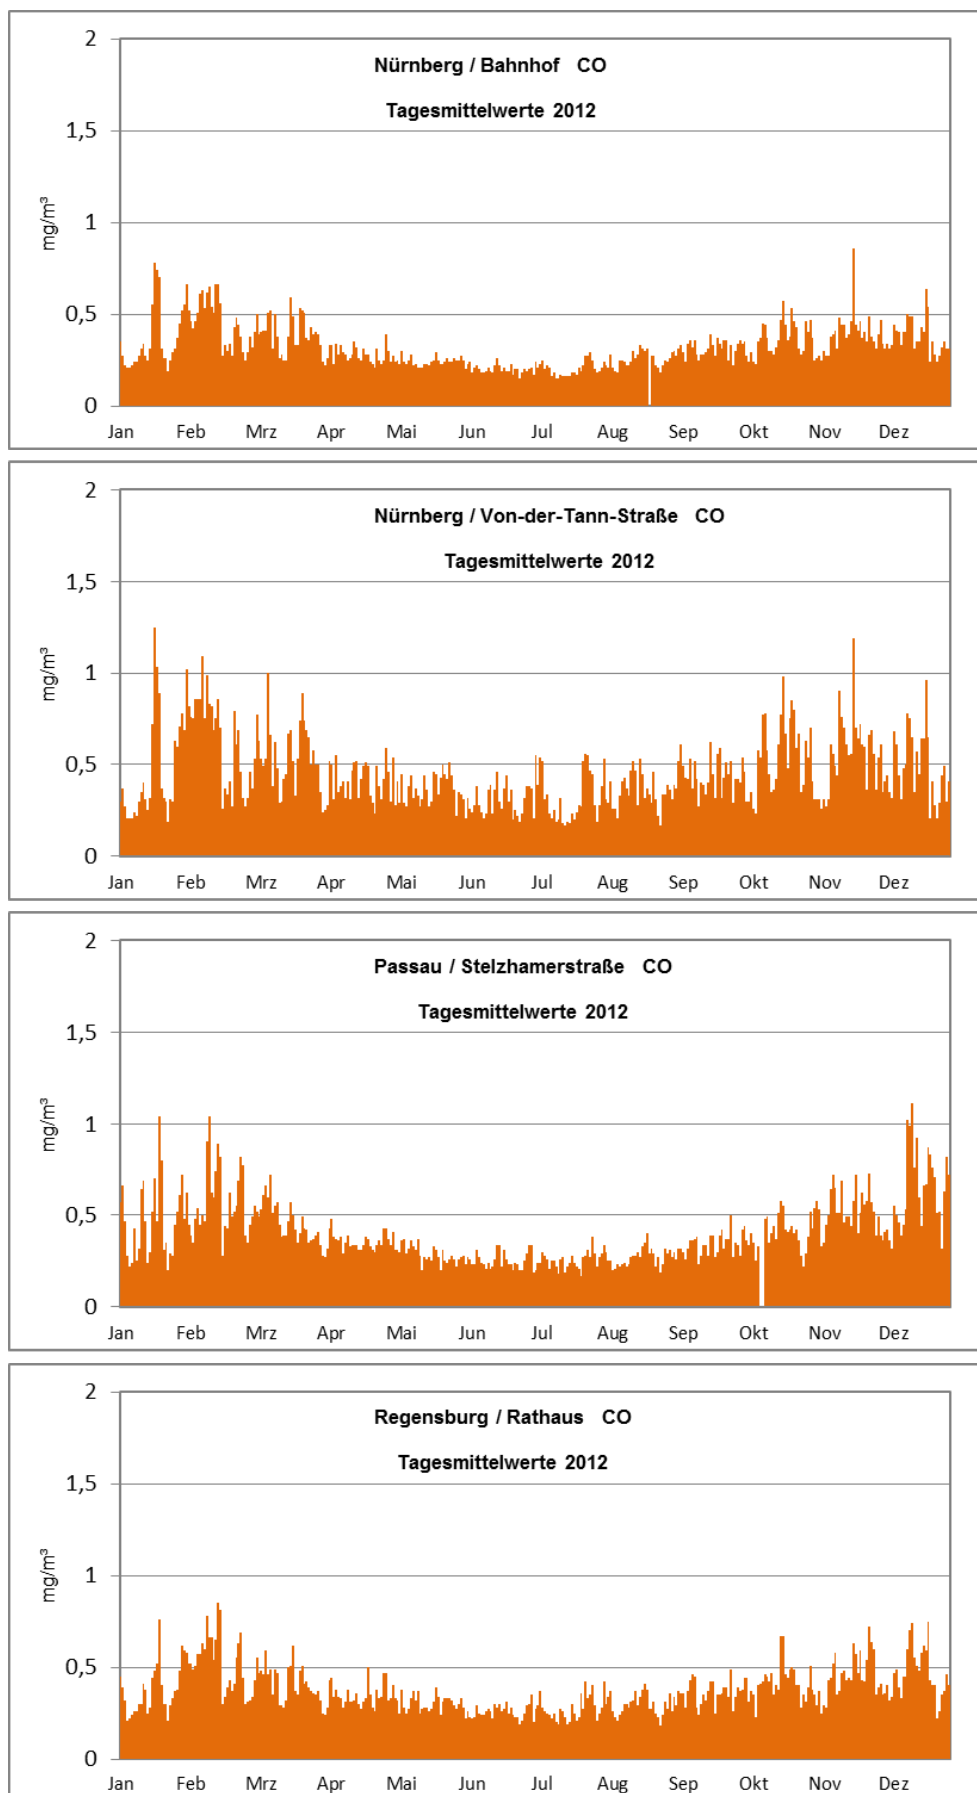 2
Nürnberg / Bahnhof CO
Tagesmittelwerte 2012
1,5
mg/m³
1
0,5
0
Jan Feb Mrz Apr Mai Jun Jul Aug Sep Okt Nov Dez
2
Nürnberg / Von-der-Tann-Straße CO
Tagesmittelwerte 2012
1,5
mg/m³
1
0,5
0
Jan Feb Mrz Apr Mai Jun Jul Aug Sep Okt Nov Dez
2
Passau / Stelzhamerstraße CO
Tagesmittelwerte 2012
1,5
mg/m³
1
0,5
0
Jan Feb Mrz Apr Mai Jun Jul Aug Sep Okt Nov Dez
2
Regensburg / Rathaus CO
Tagesmittelwerte 2012
1,5
mg/m³
1
0,5
0
Jan Feb Mrz Apr Mai Jun Jul Aug Sep Okt Nov Dez